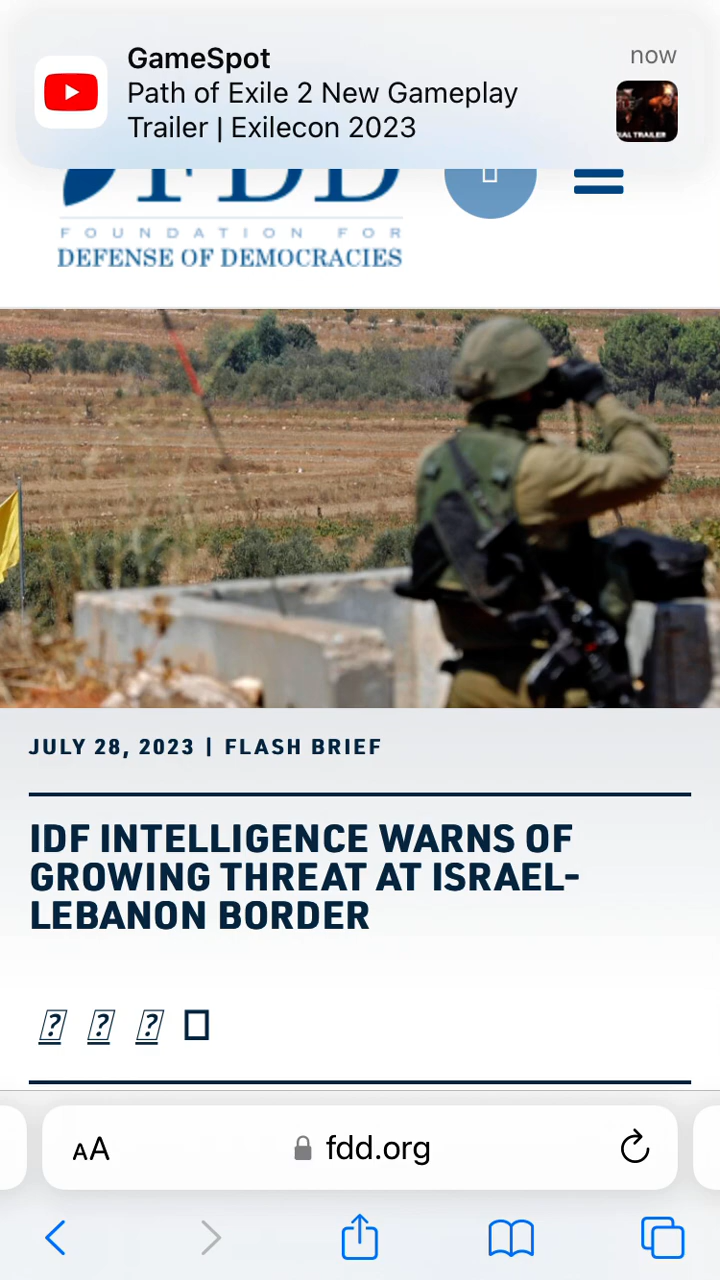 GameSpot
now
Path of Exile 2 New Gameplay
Trailer | Exilecon 2023
FDD
FOUNDATION FOR
DEFENSE OF DEMOCRACIES
JULY 28, 2023 | FLASH BRIEF
IDF INTELLIGENCE WARNS OF
GROWING THREAT AT ISRAEL-
LEBANON BORDER
AA
fdd.org